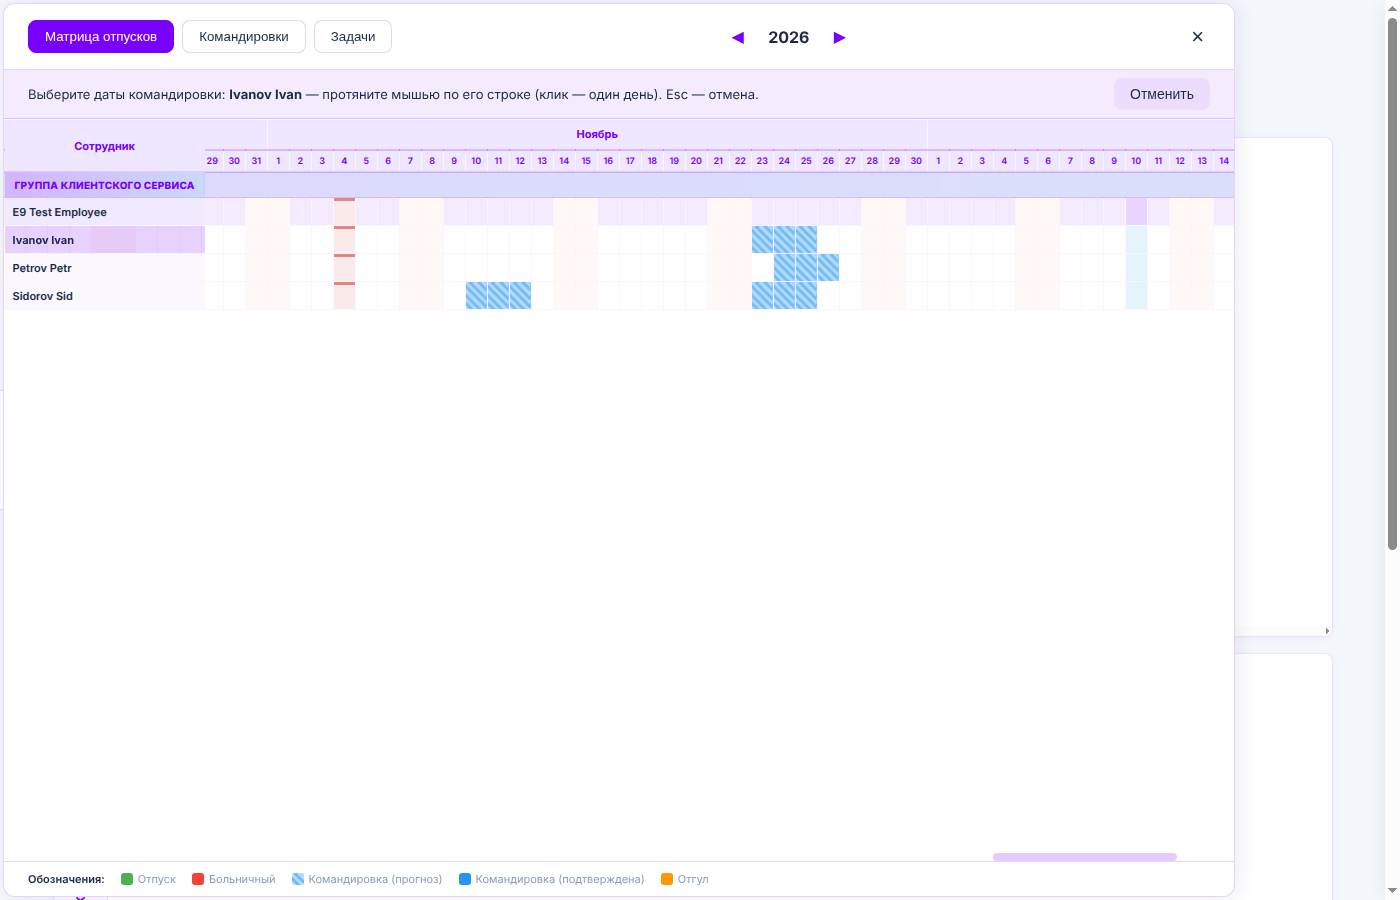 Матрица отпусков Командировки Задачи ◀ 2026 ▶ ×
Выберите даты командировки: Ivanov Ivan — протяните мышью по его строке (клик — один день). Esc — отмена. Отменить
Сотрудник Ноябрь
29 30 31 1 2 3 4 5 6 7 8 9 10 11 12 13 14 15 16 17 18 19 20 21 22 23 24 25 26 27 28 29 30 1 2 3 4 5 6 7 8 9 10 11 12 13 14
ГРУППА КЛИЕНТСКОГО СЕРВИСА
E9 Test Employee
Ivanov Ivan
Petrov Petr
Sidorov Sid
Обозначения: Отпуск Больничный Командировка (прогноз) Командировка (подтверждена) Отгул